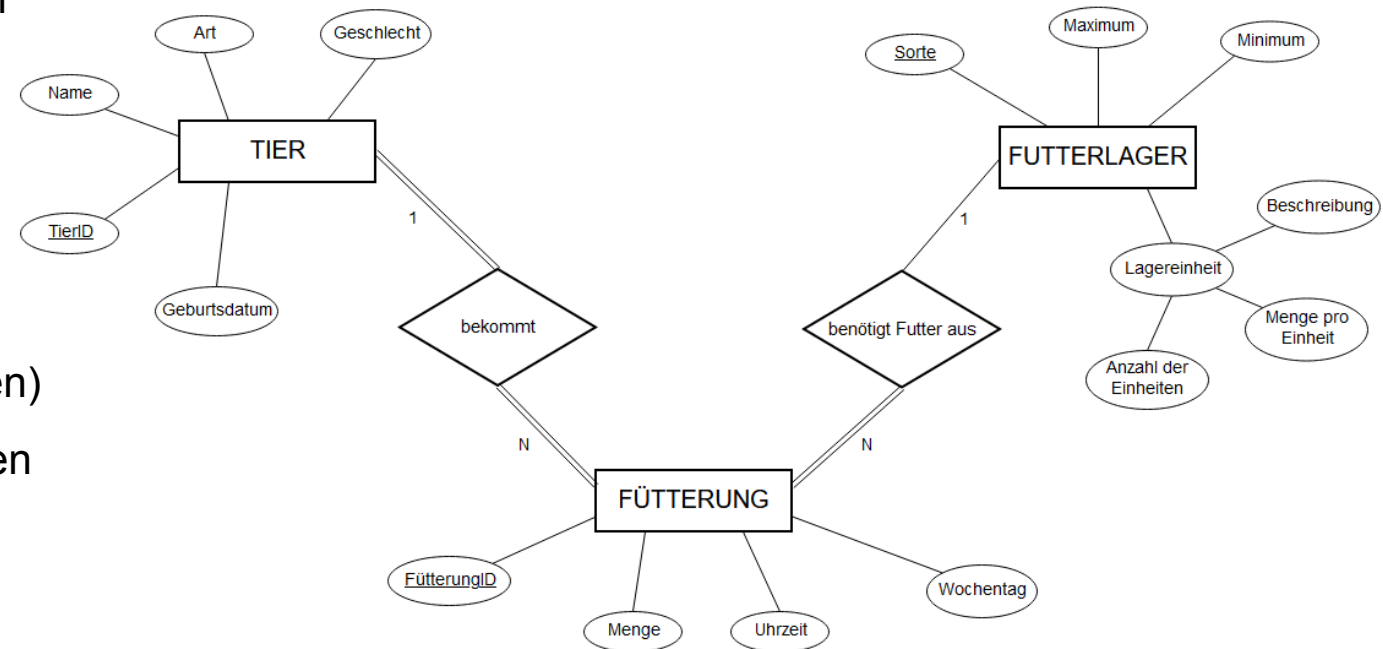 Art
Geschlecht
Name
TIER
TierID
Geburtsdatum
1
bekommt
N
Sorte
Maximum
Minimum
FUTTERLAGER
Beschreibung
Lagereinheit
Menge pro
Einheit
Anzahl der
Einheiten
1
benötigt Futter aus
N
en)
en
FÜTTERUNG
FütterungID
Menge
Uhrzeit
Wochentag